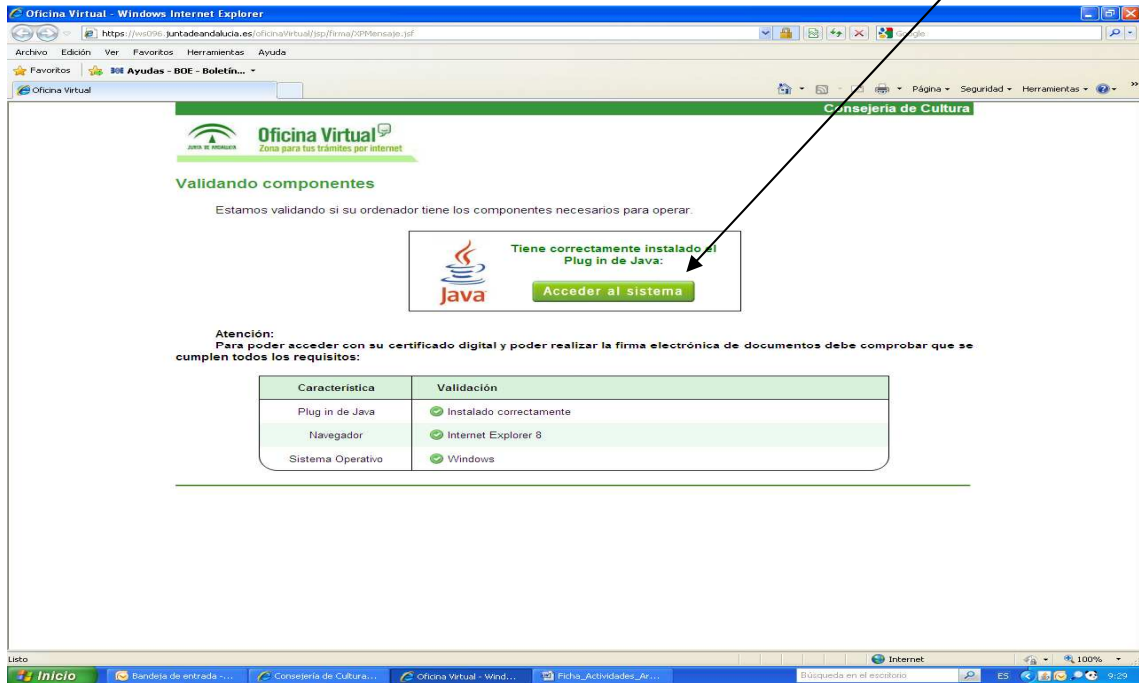 Oficina Virtual - Windows Internet Explorer
https://ws096.juntadeandalucia.es/oficinaVirtual/jsp/firma/XPMensaje.jsf
Google
Archivo Edición Ver Favoritos Herramientas Ayuda
Favoritos Ayudas - BOE - Boletín...
Oficina Virtual
Página Seguridad Herramientas »
Consejería de Cultura
JUNTA DE ANDALUCIA
Oficina Virtual
Zona para tus trámites por internet
Validando componentes
Estamos validando si su ordenador tiene los componentes necesarios para operar.
Java
Tiene correctamente instalado el
Plug in de Java:
Acceder al sistema
Atención:
Para poder acceder con su certificado digital y poder realizar la firma electrónica de documentos debe comprobar que se
cumplen todos los requisitos:
Característica Validación
Plug in de Java Instalado correctamente
Navegador Internet Explorer 8
Sistema Operativo Windows
Listo
Internet
100%
Inicio
Bandeja de entrada -...
Consejería de Cultura...
Oficina Virtual - Wind...
Ficha_Actividades_Ar...
Búsqueda en el escritorio
ES
9:29